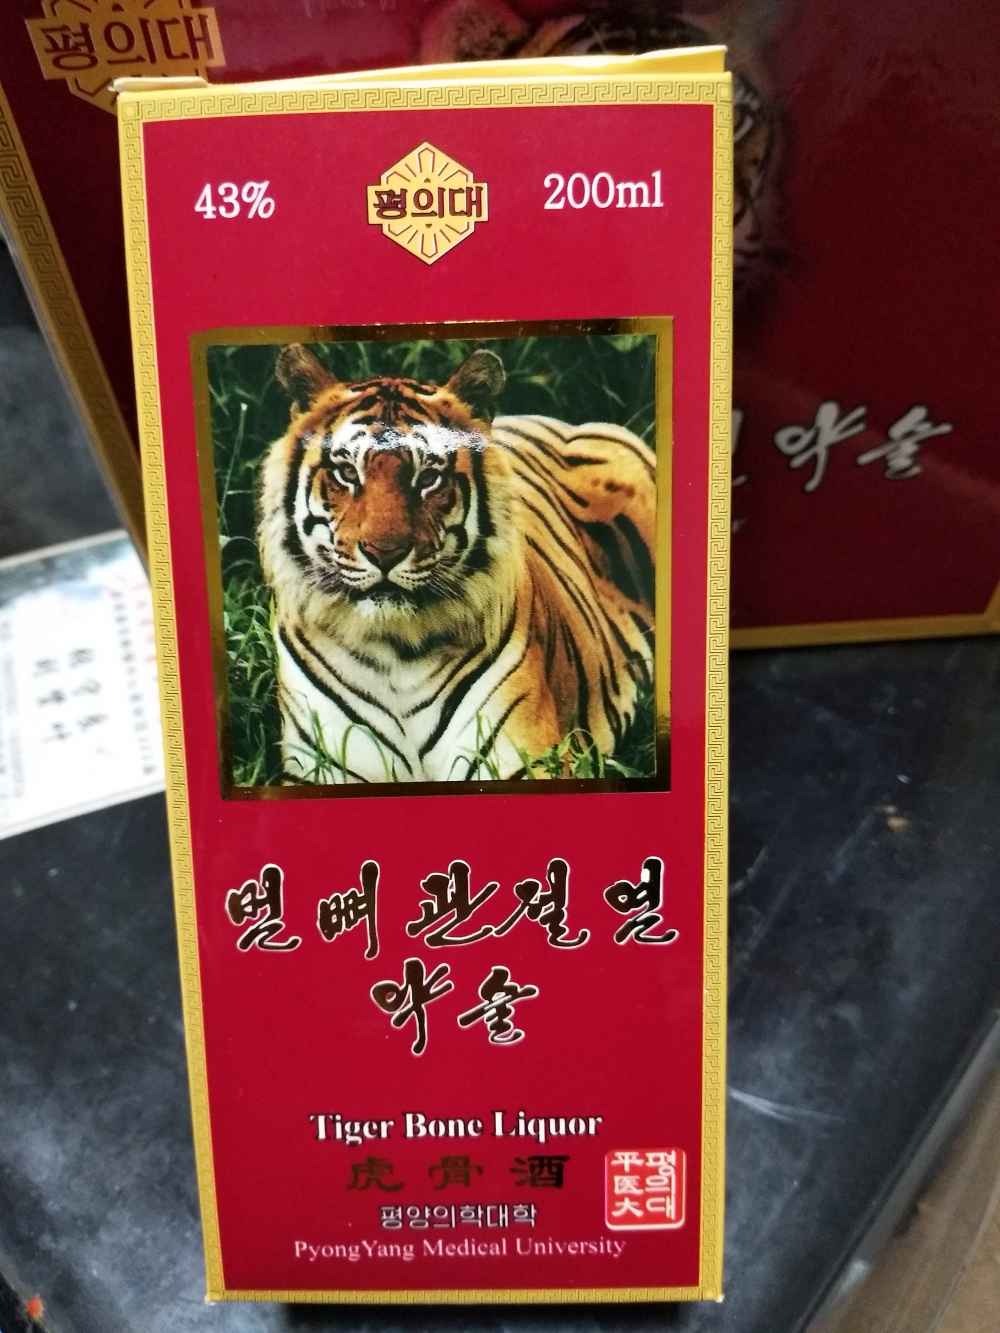 평의대
43%
평의대
200ml
약술
범뼈관절염
약술
Tiger Bone Liquor
虎骨酒
평양의학대학
PyongYang Medical University
평의대
平医大